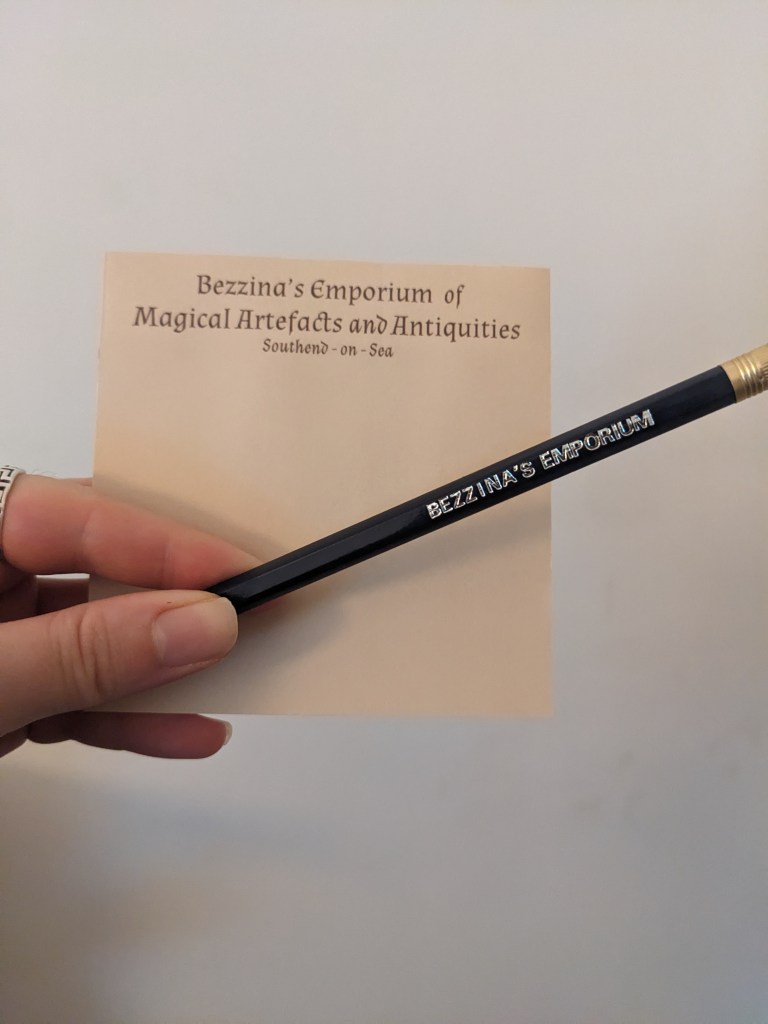 Bezzina's Emporium of
Magical Artefacts and Antiquities
Southend - on - Sea
BEZZINA'S EMPORIUM